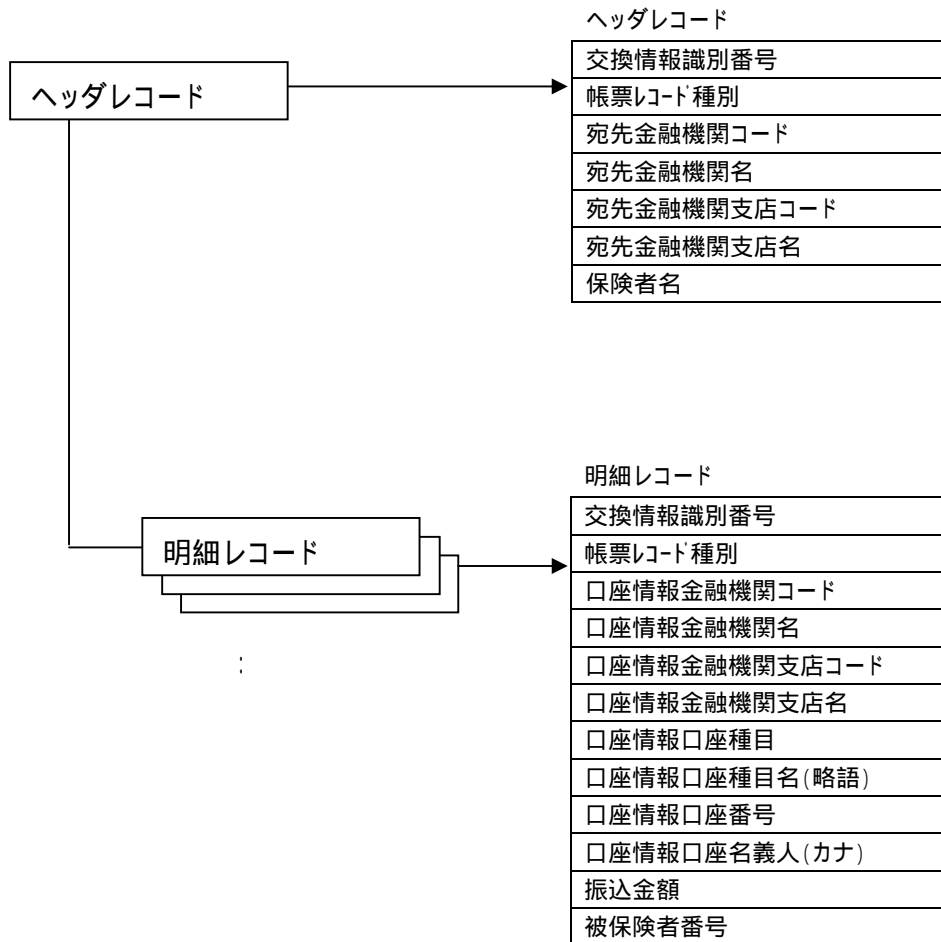 ヘッダレコード
ヘッダレコード
交換情報識別番号
帳票ﾚｺｰﾄﾞ種別
宛先金融機関コード
宛先金融機関名
宛先金融機関支店コード
宛先金融機関支店名
保険者名
明細レコード
明細レコード
:
交換情報識別番号
帳票ﾚｺｰﾄﾞ種別
口座情報金融機関コード
口座情報金融機関名
口座情報金融機関支店コード
口座情報金融機関支店名
口座情報口座種目
口座情報口座種目名(略語)
口座情報口座番号
口座情報口座名義人(カナ)
振込金額
被保険者番号